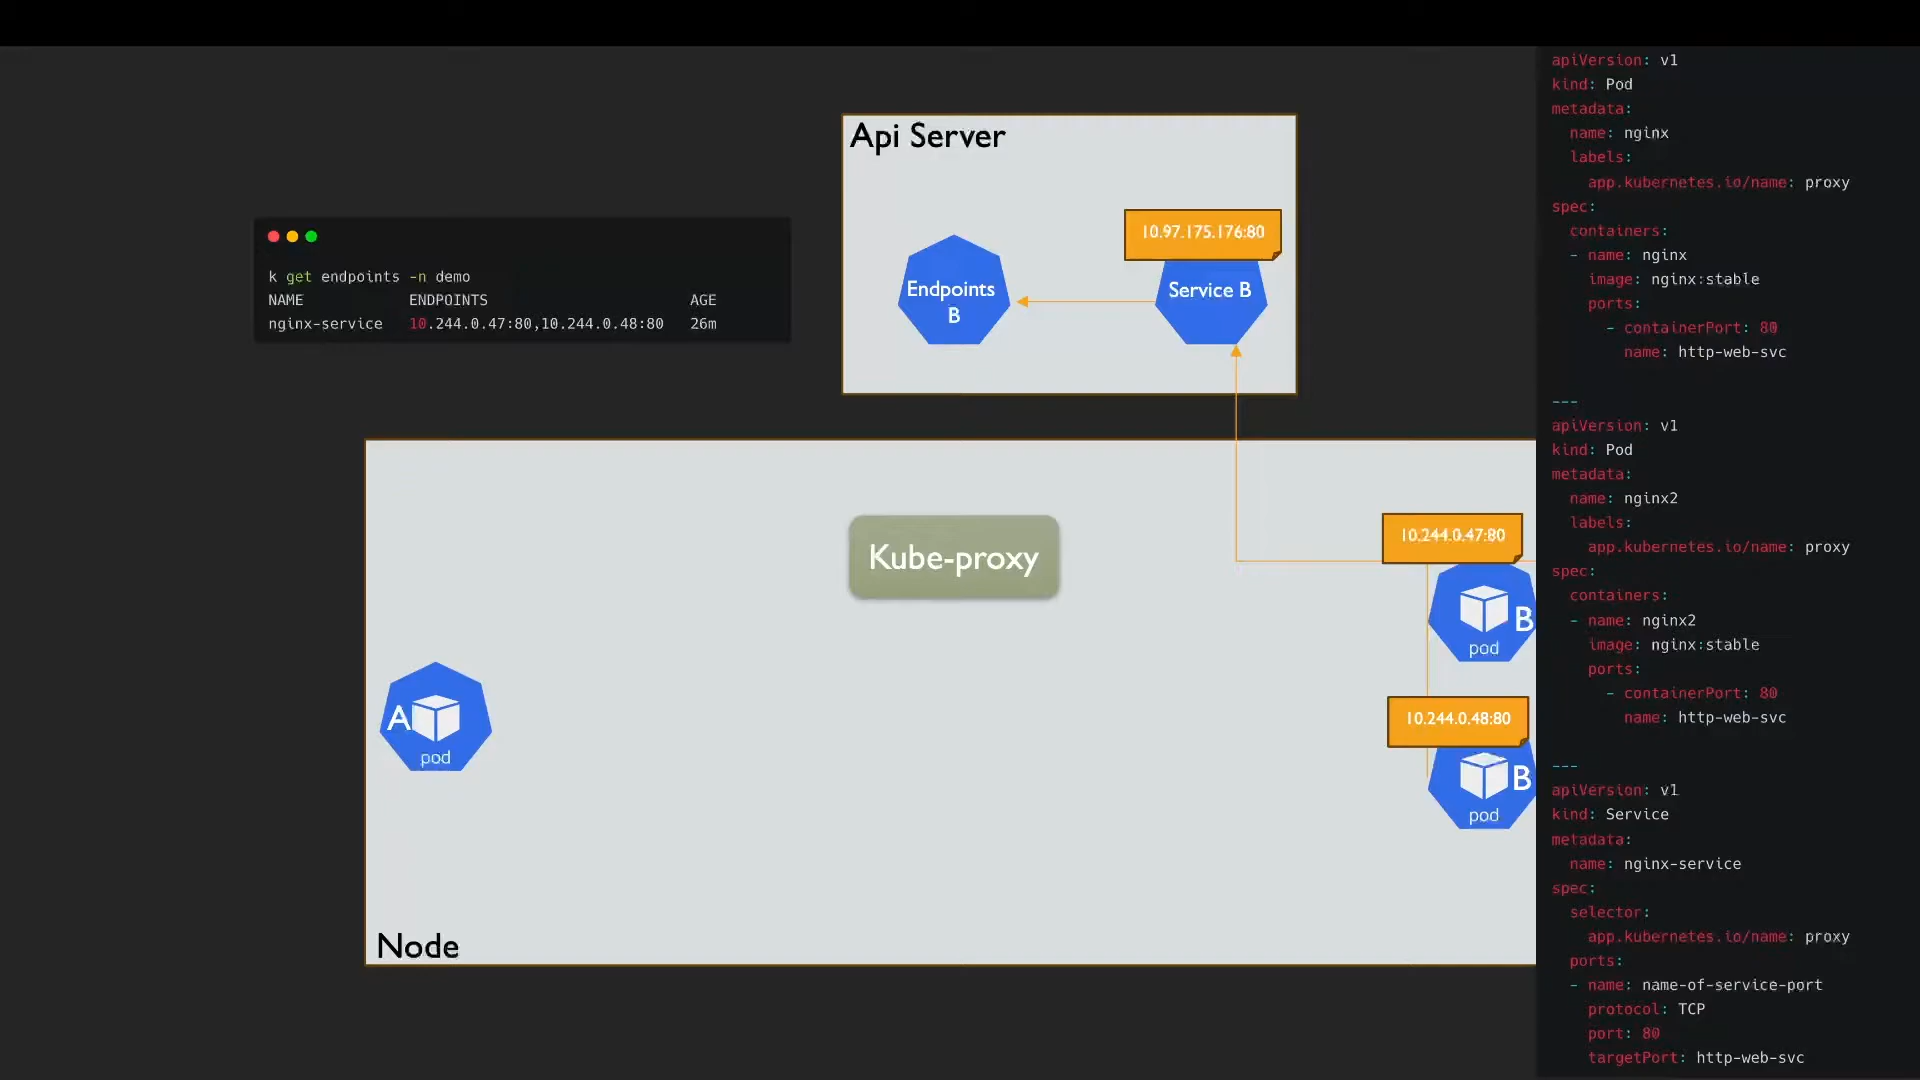 Api Server
10.97.175.176:80
Endpoints
B
Service B
k get endpoints -n demo
NAME ENDPOINTS AGE
nginx-service 10.244.0.47:80,10.244.0.48:80 26m
Kube-proxy
10.244.0.47:80
B
pod
A
pod
10.244.0.48:80
B
pod
Node
apiVersion: v1
kind: Pod
metadata:
  name: nginx
  labels:
    app.kubernetes.io/name: proxy
spec:
  containers:
  - name: nginx
    image: nginx:stable
    ports:
      - containerPort: 80
        name: http-web-svc
---
apiVersion: v1
kind: Pod
metadata:
  name: nginx2
  labels:
    app.kubernetes.io/name: proxy
spec:
  containers:
  - name: nginx2
    image: nginx:stable
    ports:
      - containerPort: 80
        name: http-web-svc
---
apiVersion: v1
kind: Service
metadata:
  name: nginx-service
spec:
  selector:
    app.kubernetes.io/name: proxy
  ports:
  - name: name-of-service-port
    protocol: TCP
    port: 80
    targetPort: http-web-svc